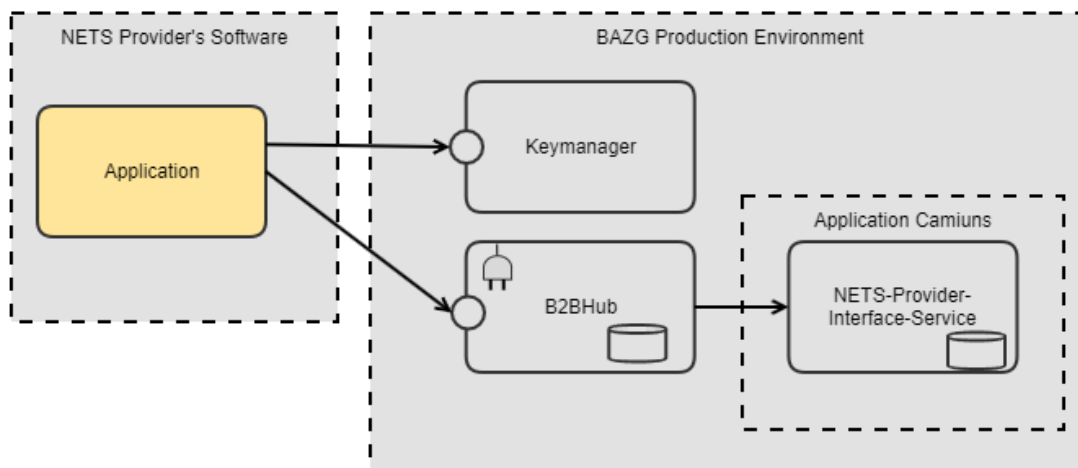 NETS Provider's Software
BAZG Production Environment
Application
Keymanager
Application Camiuns
B2BHub
NETS-Provider-
Interface-Service